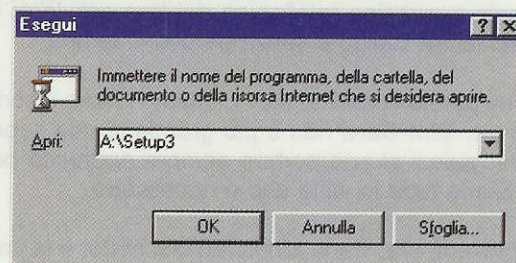 Esegui
Immettere il nome del programma, della cartella, del
documento o della risorsa Internet che si desidera aprire.
Apri:
A:\Setup3
OK
Annulla
Sfoglia...